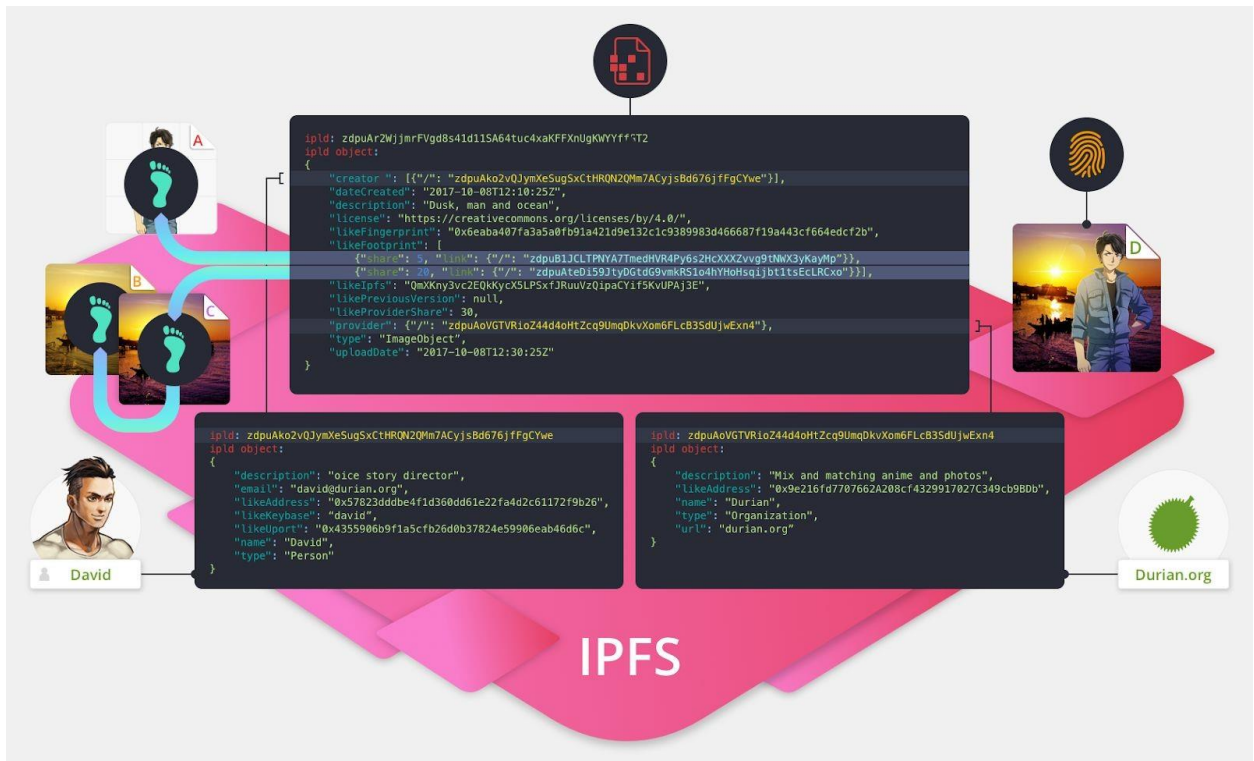 A
ipld: zdpuAr2WjjmrFVgd8s41d11SA64tuc4xaKFFXnUgKWYYffGT2
ipld object:
{
"creator ": [{"/": "zdpuAko2vQJymXeSugSxCtHRQN2QMm7ACyjsBd676jfFgCYwe"}],
"dateCreated": "2017-10-08T12:10:25Z",
"description": "Dusk, man and ocean",
"license": "https://creativecommons.org/licenses/by/4.0/",
"likeFingerprint": "0x6eaba407fa3a5a0fb91a421d9e132c1c9389983d466687f19a443cf664edcf2b",
"likeFootprint": [
{"share": 5, "link": {"/": "zdpuB1JCLTPNYA7TmedHVR4Py6s2HcXXXZvvg9tNWX3yKayMp"}},
{"share": 20, "link": {"/": "zdpuAteDi59JtyDGtdG9vmkRS1o4hYHoHsqijbt1tsEcLRCxo"}}],
"likeIpfs": "QmXKny3vc2EQkKycX5LPSxfJRuuVzQipaCYif5KvUPAj3E",
"likePreviousVersion": null,
"likeProviderShare": 30,
"provider": {"/": "zdpuAoVGTVRioZ44d4oHtZcq9UmqDkvXom6FLcB3SdUjwExn4"},
"type": "ImageObject",
"uploadDate": "2017-10-08T12:30:25Z"
}
B
C
D
ipld: zdpuAko2vQJymXeSugSxCtHRQN2QMm7ACyjsBd676jfFgCYwe
ipld object:
{
"description": "oice story director",
"email": "david@durian.org",
"likeAddress": "0x57823dddbe4f1d360dd61e22fa4d2c61172f9b26",
"likeKeybase": "david",
"likeUport": "0x4355906b9f1a5cfb26d0b37824e59906eab46d6c",
"name": "David",
"type": "Person"
}
David
ipld: zdpuAoVGTVRioZ44d4oHtZcq9UmqDkvXom6FLcB3SdUjwExn4
ipld object:
{
"description": "Mix and matching anime and photos",
"likeAddress": "0x9e216fd7707662A208cf4329917027C349cb9BDb",
"name": "Durian",
"type": "Organization",
"url": "durian.org"
}
Durian.org
IPFS